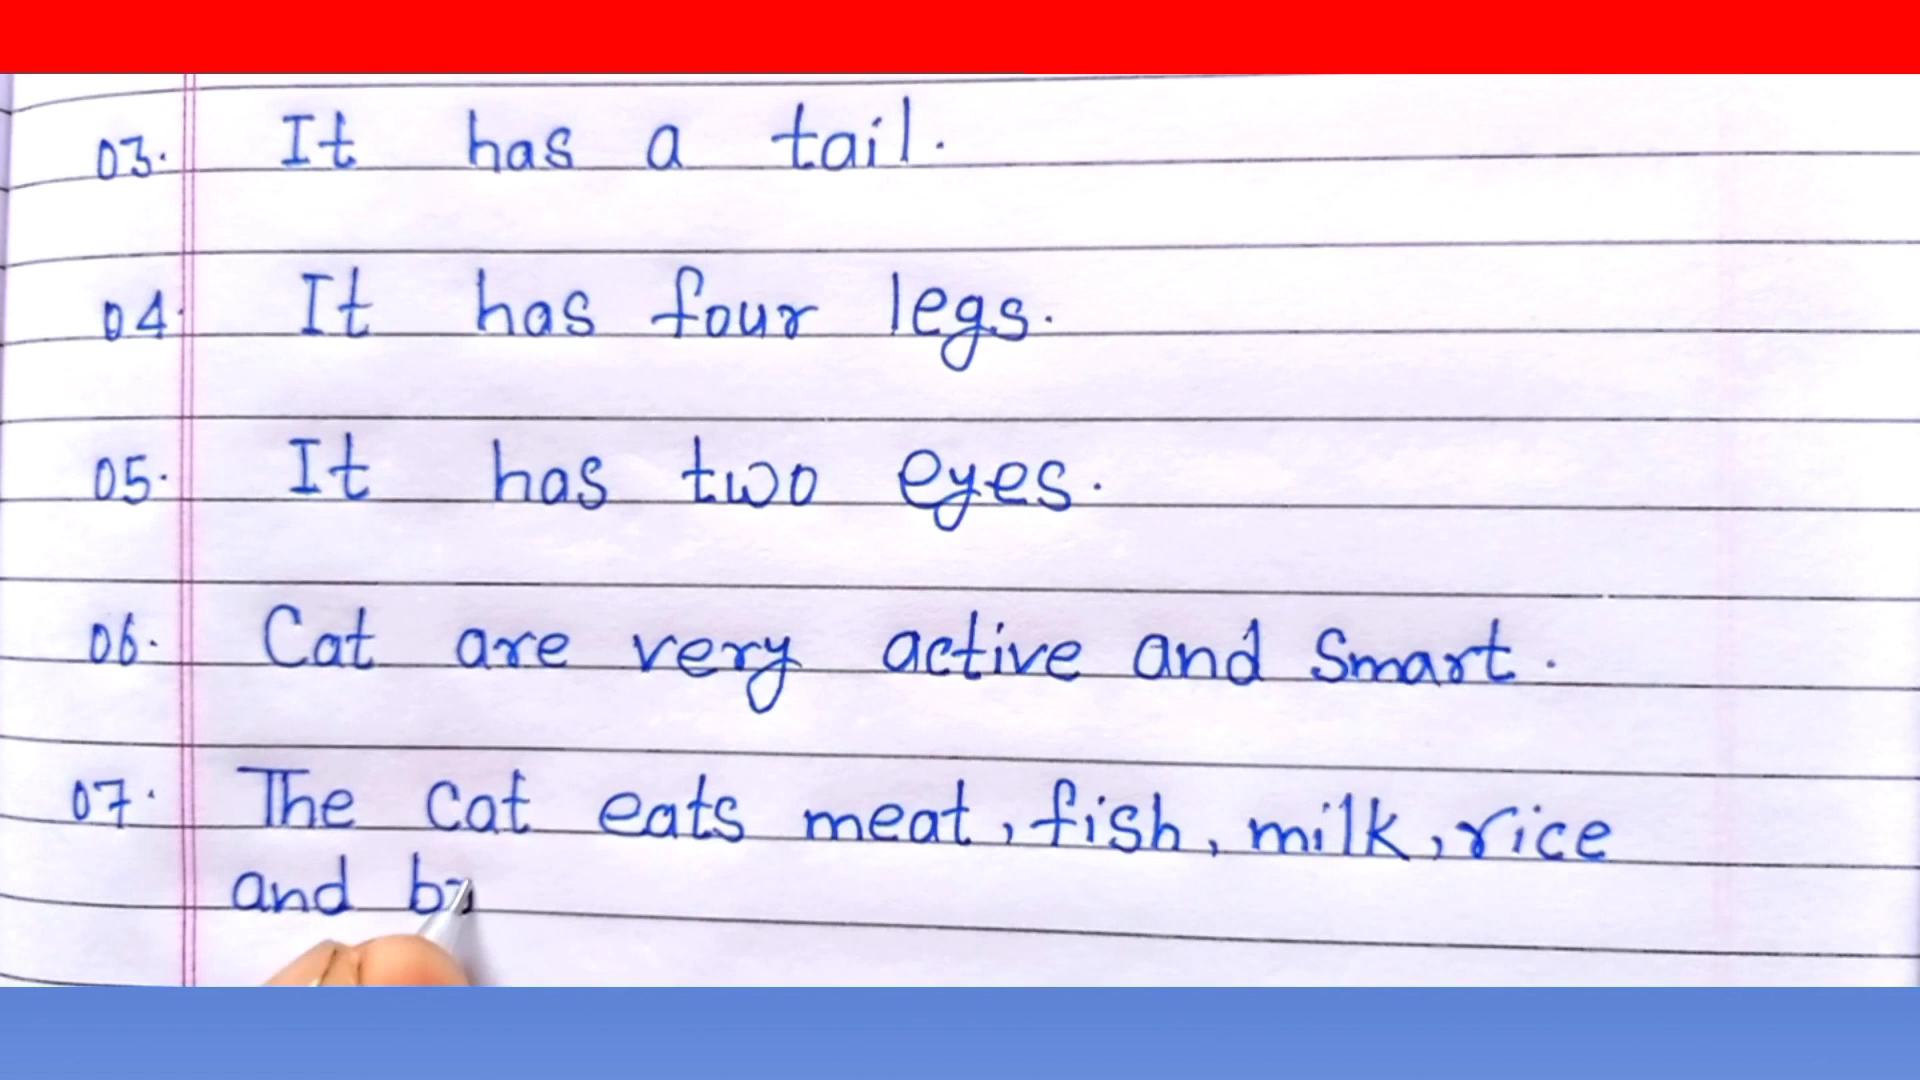 03. It has a tail.
04. It has four legs.
05. It has two eyes.
06. Cat are very active and Smart.
07. The Cat eats meat, fish, milk, rice
and